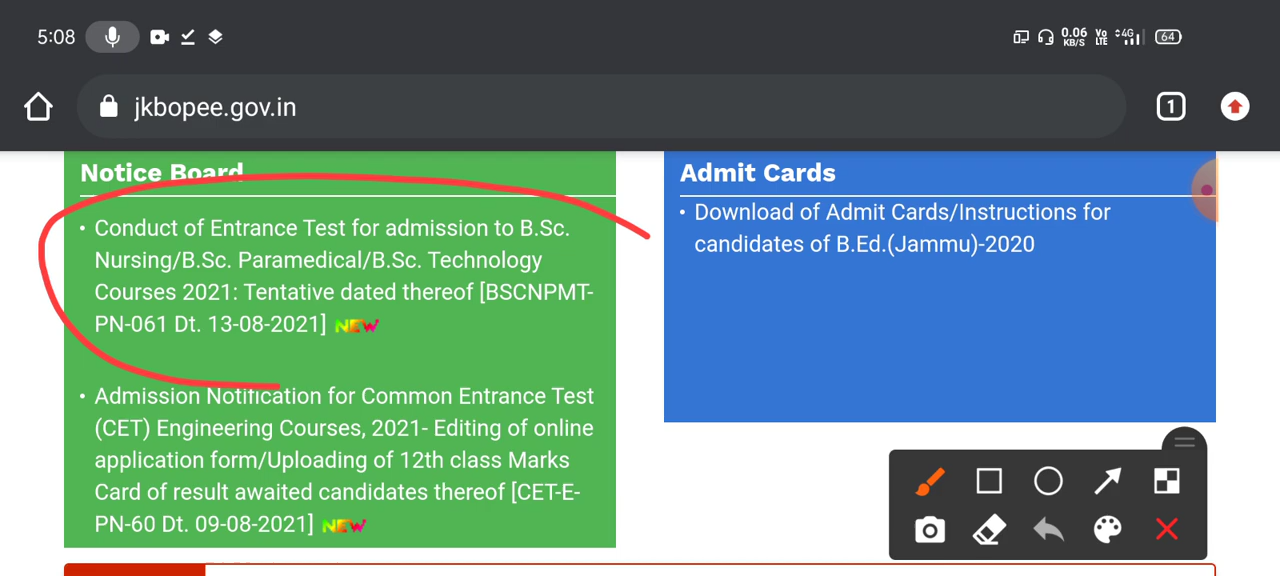 5:08
0.06
KB/S
Vo
LTE
4G
64
jkbopee.gov.in
1
Notice Board
• Conduct of Entrance Test for admission to B.Sc.
Nursing/B.Sc. Paramedical/B.Sc. Technology
Courses 2021: Tentative dated thereof [BSCNPMT-
PN-061 Dt. 13-08-2021] NEW
• Admission Notification for Common Entrance Test
(CET) Engineering Courses, 2021- Editing of online
application form/Uploading of 12th class Marks
Card of result awaited candidates thereof [CET-E-
PN-60 Dt. 09-08-2021] NEW
Admit Cards
• Download of Admit Cards/Instructions for
candidates of B.Ed.(Jammu)-2020